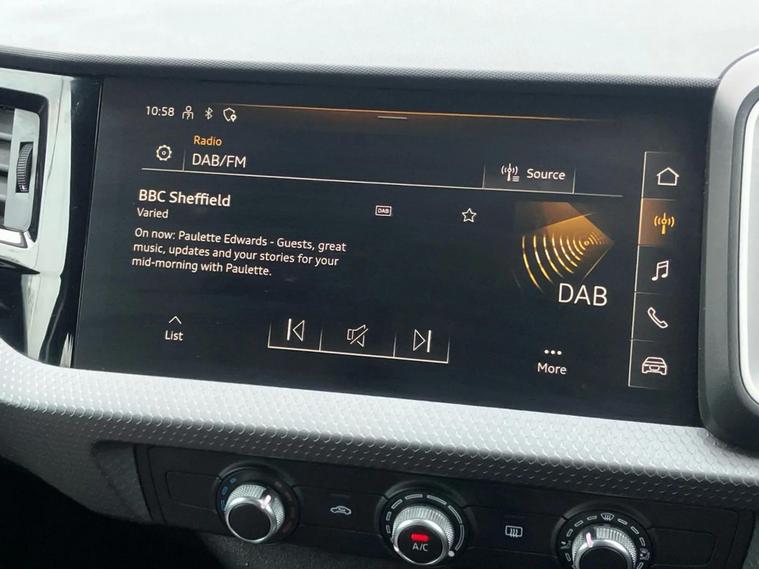 10:58
Radio
DAB/FM
Source
BBC Sheffield
Varied
DAB
On now: Paulette Edwards - Guests, great
music, updates and your stories for your
mid-morning with Paulette.
DAB
List
More
A/C